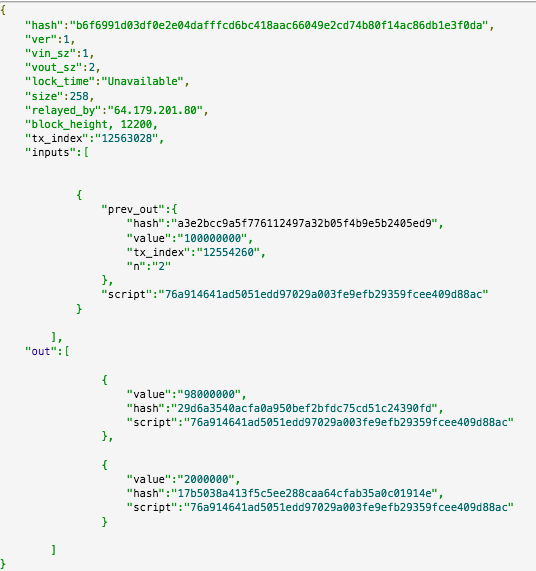 {
"hash":"b6f6991d03df0e2e04dafffcd6bc418aac66049e2cd74b80f14ac86db1e3f0da",
"ver":1,
"vin_sz":1,
"vout_sz":2,
"lock_time":"Unavailable",
"size":258,
"relayed_by":"64.179.201.80",
"block_height, 12200,
"tx_index":"12563028",
"inputs":[
{
"prev_out":{
"hash":"a3e2bcc9a5f776112497a32b05f4b9e5b2405ed9",
"value":"100000000",
"tx_index":"12554260",
"n":"2"
},
"script":"76a914641ad5051edd97029a003fe9efb29359fcee409d88ac"
}
],
"out":[
{
"value":"98000000",
"hash":"29d6a3540acfa0a950bef2bfdc75cd51c24390fd",
"script":"76a914641ad5051edd97029a003fe9efb29359fcee409d88ac"
},
{
"value":"2000000",
"hash":"17b5038a413f5c5ee288caa64cfab35a0c01914e",
"script":"76a914641ad5051edd97029a003fe9efb29359fcee409d88ac"
}
]
}